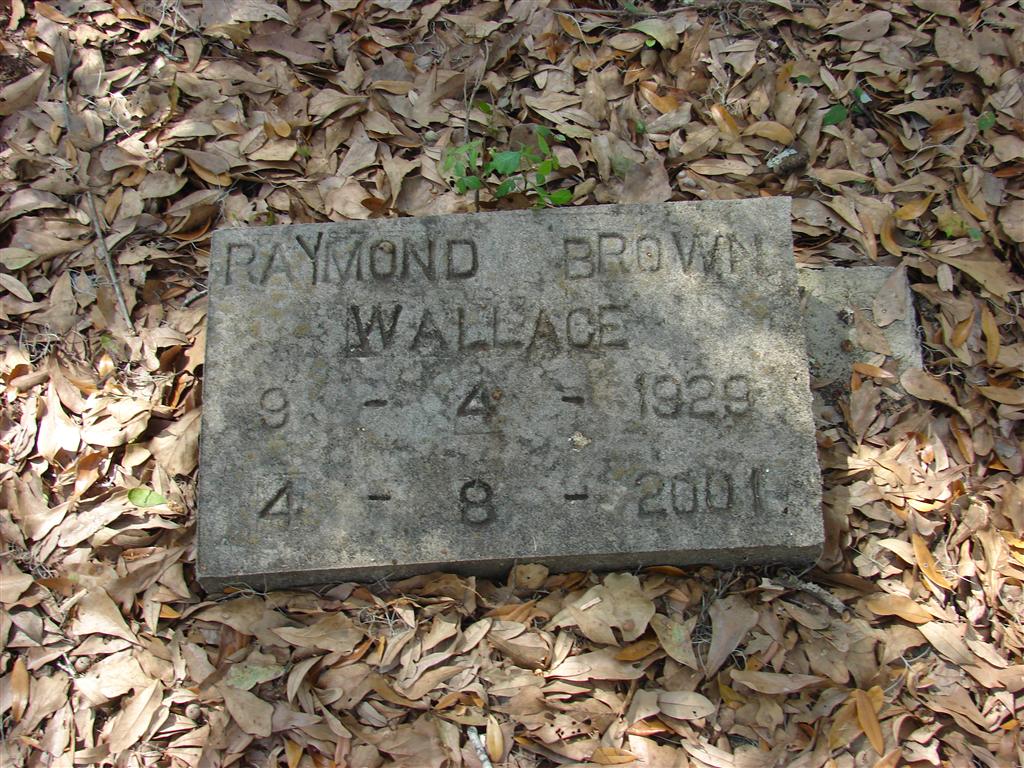 RAYMOND BROWN
WALLACE
9 - 4 - 1929
4 - 8 - 2001